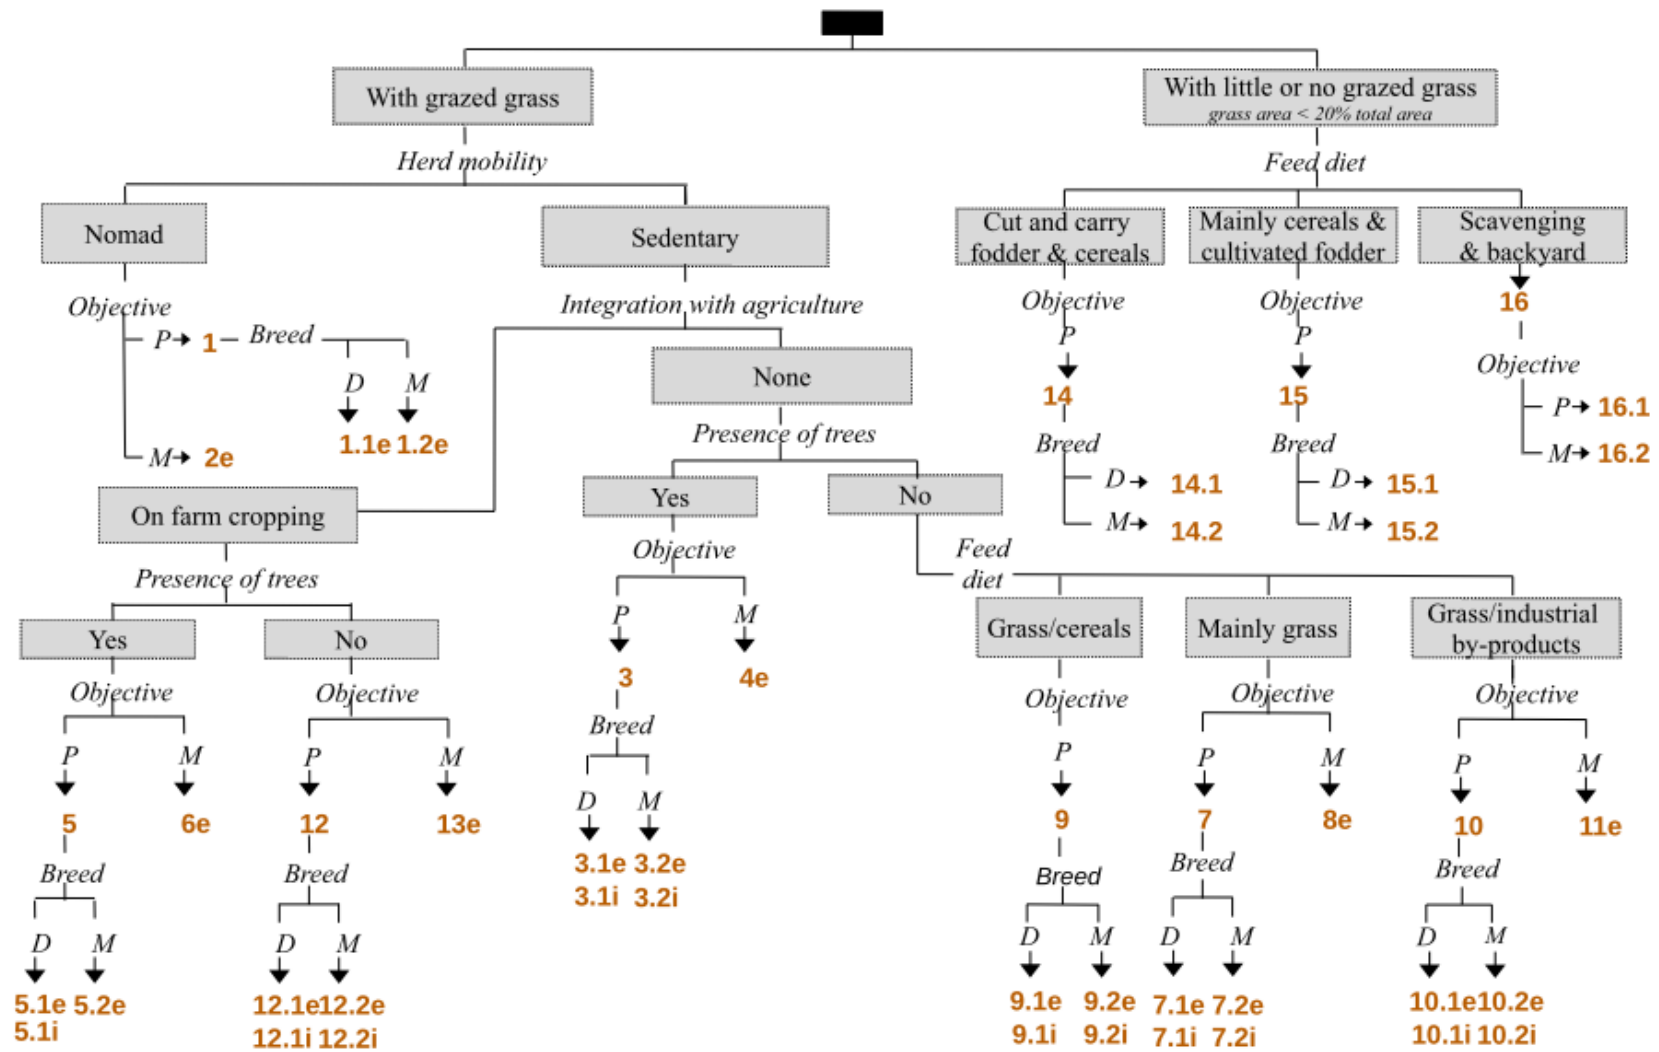 With grazed grass
With little or no grazed grass
grass area < 20% total area
Herd mobility
Feed diet
Nomad
Sedentary
Cut and carry
fodder & cereals
Mainly cereals &
cultivated fodder
Scavenging
& backyard
Objective
P
1
Breed
D
M
1.1e
1.2e
M
2e
Integration with agriculture
None
Presence of trees
Yes
No
Objective
P
14
Breed
D
14.1
M
14.2
Objective
P
15
Breed
D
15.1
M
15.2
16
Objective
P
16.1
M
16.2
On farm cropping
Presence of trees
Yes
No
Objective
P
M
5
6e
Breed
D
M
5.1e
5.2e
5.1i
Objective
P
M
12
13e
Breed
D
M
12.1e
12.2e
12.1i
12.2i
Objective
P
M
3
4e
Breed
D
M
3.1e
3.2e
3.1i
3.2i
Feed
diet
Grass/cereals
Mainly grass
Grass/industrial
by-products
Objective
P
9
Breed
D
M
9.1e
9.2e
9.1i
9.2i
Objective
P
M
7
8e
Breed
D
M
7.1e
7.2e
7.1i
7.2i
Objective
P
M
10
11e
Breed
D
M
10.1e
10.2e
10.1i
10.2i